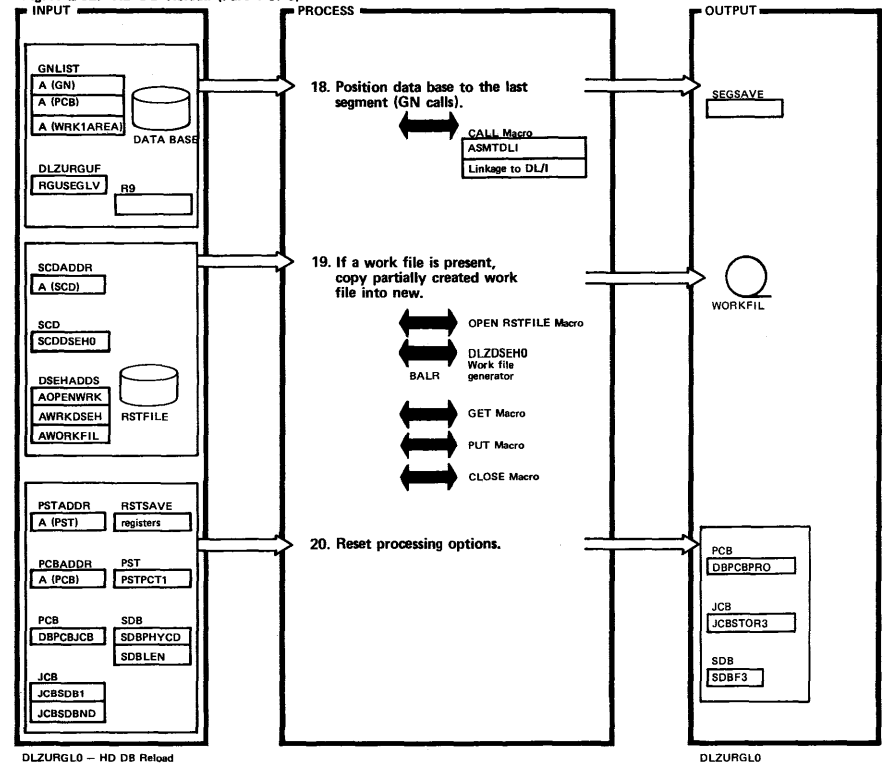 INPUT
PROCESS
OUTPUT
GNLIST
A (GN)
A (PCB)
A (WRK1AREA)
DATA BASE
DLZURGUF
RGUSEGLV
R9
18. Position data base to the last
segment (GN calls).
CALL Macro
ASMTDLI
Linkage to DL/I
SEGSAVE
SCDADDR
A (SCD)
SCD
SCDDSEH0
DSEHADDS
AOPENWRK
AWRKDSEH
AWORKFIL
RSTFILE
19. If a work file is present,
copy partially created work
file into new.
OPEN RSTFILE Macro
DLZDSEH0
Work file
BALR generator
GET Macro
PUT Macro
CLOSE Macro
WORKFIL
PSTADDR RSTSAVE
A (PST) registers
PCBADDR PST
A (PCB) PSTPCT1
PCB SDB
DBPCBJCB SDBPHYCD
SDBLEN
JCB
JCBSDB1
JCBSDBND
20. Reset processing options.
PCB
DBPCBPRO
JCB
JCBSTOR3
SDB
SDBF3
DLZURGL0 – HD DB Reload
DLZURGL0